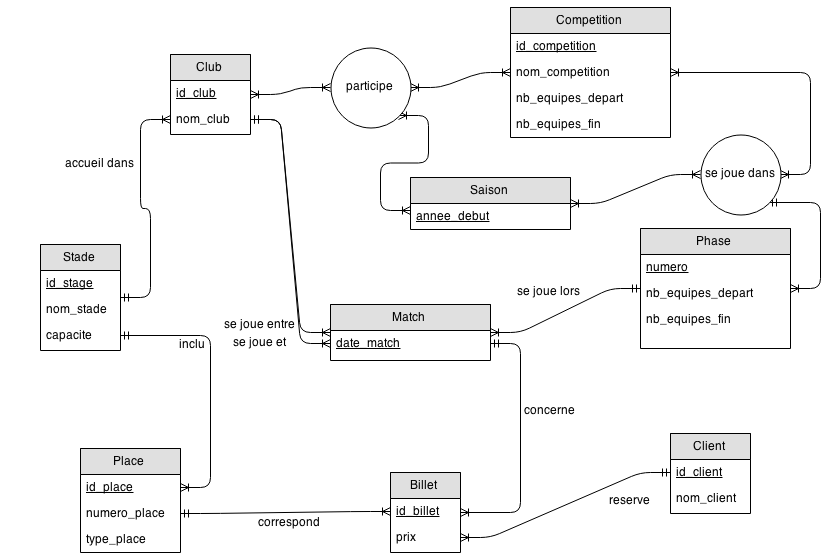 Competition
id_competition
nom_competition
nb_equipes_depart
nb_equipes_fin
Club
id_club
nom_club
participe
accueil dans
se joue dans
Saison
annee_debut
Phase
numero
nb_equipes_depart
nb_equipes_fin
Stade
id_stage
nom_stade
capacite
se joue lors
Match
date_match
se joue entre
se joue et
inclu
concerne
Client
id_client
nom_client
Place
id_place
numero_place
type_place
Billet
id_billet
prix
reserve
correspond